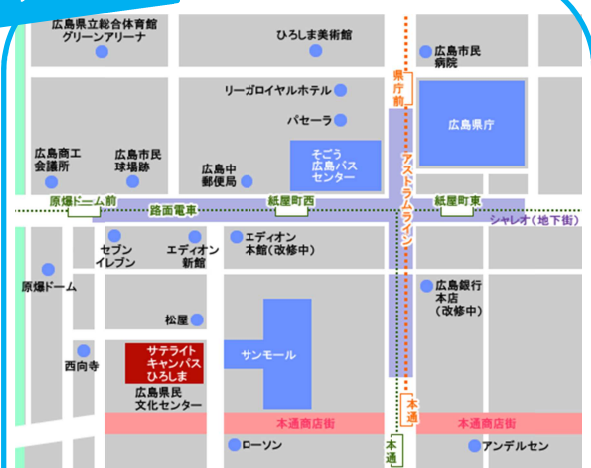 広島県立総合体育館
グリーンアリーナ
ひろしま美術館
広島市民
病院
県庁前
リーガロイヤルホテル
パセーラ
広島県庁
そごう
広島バス
センター
アストラムライン
広島商工
会議所
広島市民
球場跡
広島中
郵便局
原爆ドーム前
路面電車
紙屋町西
紙屋町東
シャレオ(地下街)
セブン
イレブン
エディオン
新館
エディオン
本館(改修中)
原爆ドーム
広島銀行
本店
(改修中)
松屋
サテライト
キャンパス
ひろしま
サンモール
西向寺
広島県民
文化センター
本通
本通商店街
本通商店街
ローソン
本通
アンデルセン